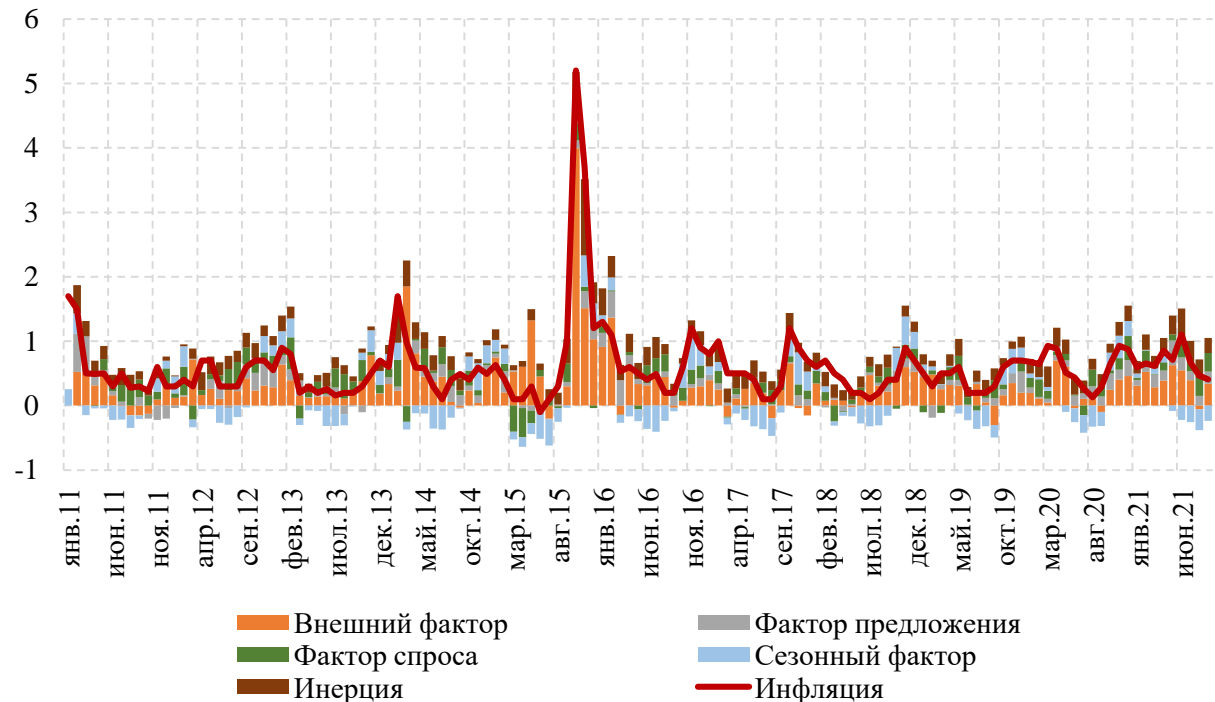 6
5
4
3
2
1
0
-1
янв.11
июн.11
ноя.11
апр.12
сен.12
фев.13
июл.13
дек.13
май.14
окт.14
мар.15
авг.15
янв.16
июн.16
ноя.16
апр.17
сен.17
фев.18
июл.18
дек.18
май.19
окт.19
мар.20
авг.20
янв.21
июн.21
Внешний фактор
Фактор предложения
Фактор спроса
Сезонный фактор
Инерция
Инфляция